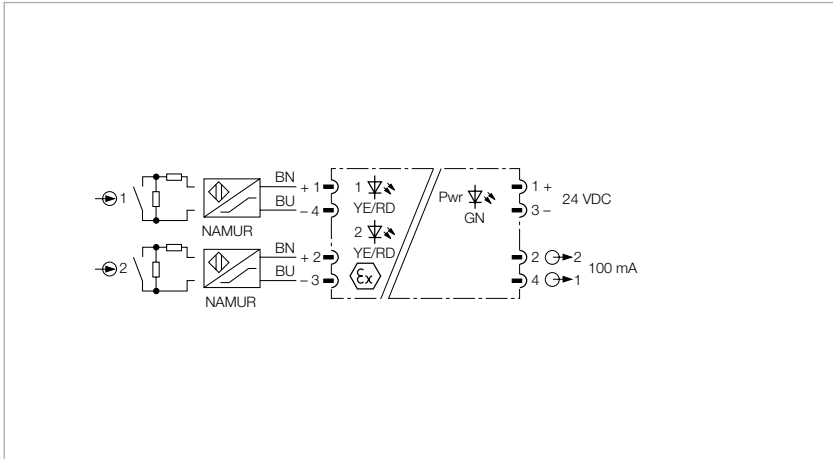 1
BN
+ 1
BU
– 4
NAMUR
1
YE/RD
2
YE/RD
Pwr
GN
1 +
3 –
24 VDC
2
BN
+ 2
BU
– 3
NAMUR
Ex
2
2
4
1
100 mA